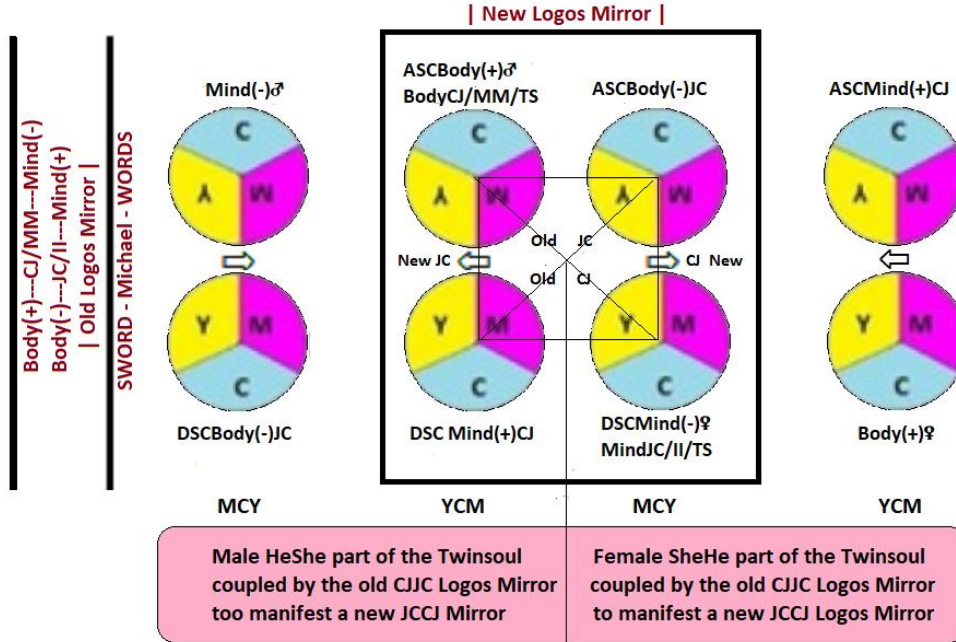 | New Logos Mirror |
Body(+)---CJ/MM---Mind(-)
Body(-)---JC/II---Mind(+)
| Old Logos Mirror |
SWORD - Michael - WORDS
Mind(-)♂
ASCBody(+)♂
BodyCJ/MM/TS
ASCBody(-)JC
ASCMind(+)CJ
C
Y
M
C
Y
M
C
Y
M
C
Y
M
Old JC
New JC
CJ New
Old CJ
Y
M
C
Y
M
C
Y
M
C
Y
M
C
DSCBody(-)JC
DSC Mind(+)CJ
DSCMind(-)♀
MindJC/II/TS
Body(+)♀
MCY
YCM
MCY
YCM
Male HeShe part of the Twinsoul
coupled by the old CJJC Logos Mirror
too manifest a new JCCJ Mirror
Female SheHe part of the Twinsoul
coupled by the old CJJC Logos Mirror
to manifest a new JCCJ Logos Mirror